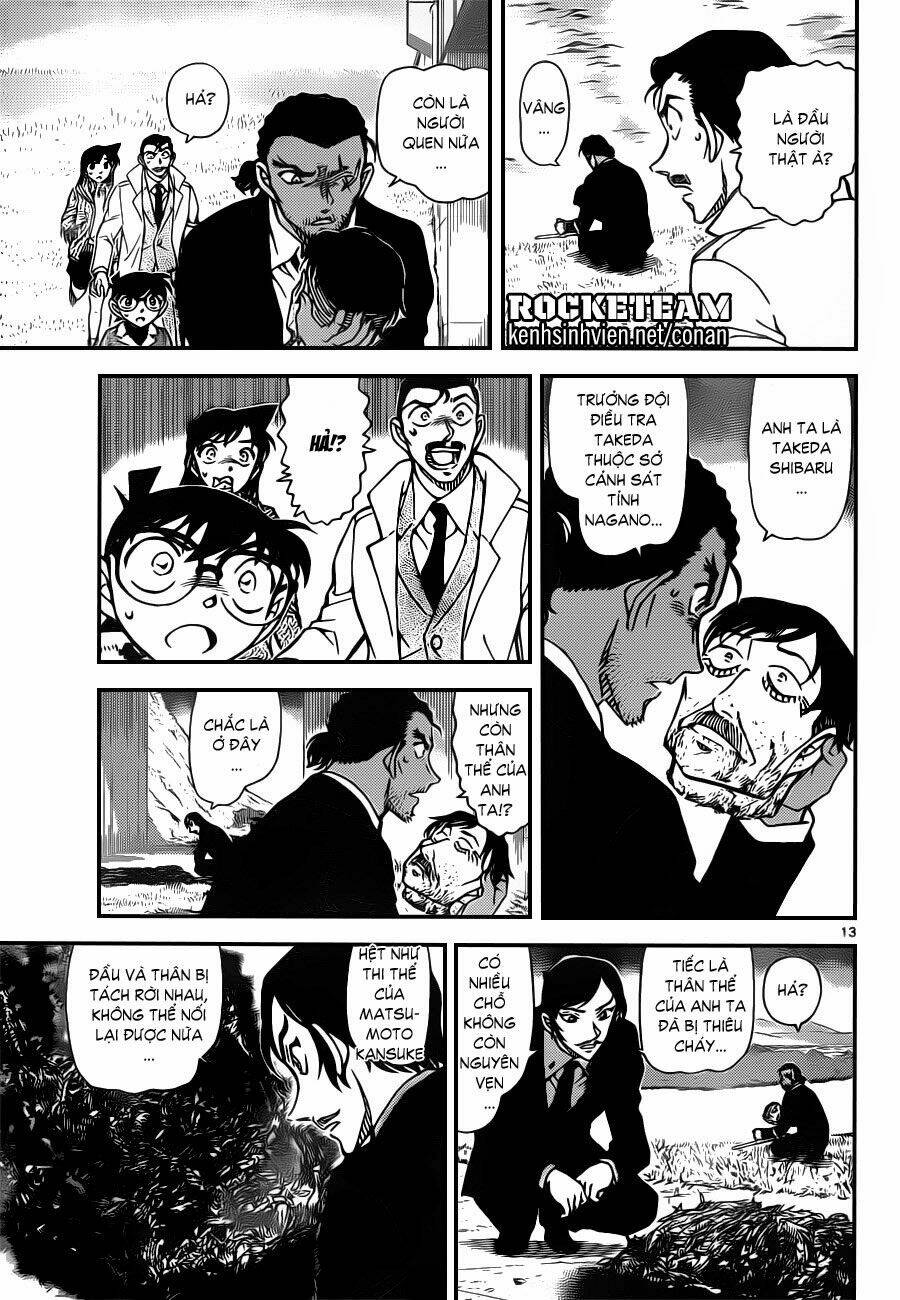 LÀ ĐẦU
NGƯỜI
THẬT À?
VÂNG
...
CÒN LÀ
NGƯỜI
QUEN NỮA
...
HẢ?
ROCKETEAM
kenhsinhvien.net/conan
ANH TA LÀ
TAKEDA
SHIBARU
...
TRƯỞNG ĐỘI
ĐIỀU TRA
TAKEDA
THUỘC SỞ
CẢNH SÁT
TỈNH
NAGANO...
HẢ!?
NHƯNG
CÒN
THÂN
THỂ CỦA
ANH
TA!?
CHẮC LÀ
Ở ĐÂY
...
13
HẢ?
TIẾC LÀ
THÂN THỂ
CỦA ANH TA
ĐÃ BỊ THIÊU
CHÁY...
CÓ
NHIỀU
CHỖ
KHÔNG
CÒN
NGUYÊN
VẸN
...
HỆT NHƯ
THI THỂ
CỦA
MATSU-
MOTO
KANSUKE
ĐẦU VÀ THÂN BỊ
TÁCH RỜI NHAU,
KHÔNG THỂ NỐI
LẠI ĐƯỢC NỮA
...